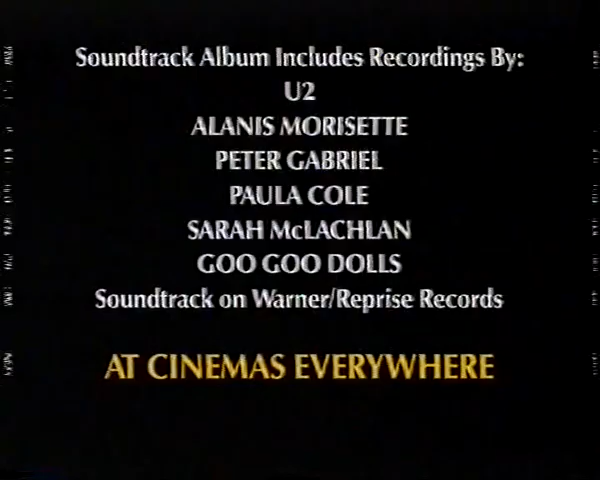 Soundtrack Album Includes Recordings By:
U2
ALANIS MORISETTE
PETER GABRIEL
PAULA COLE
SARAH McLACHLAN
GOO GOO DOLLS
Soundtrack on Warner/Reprise Records
AT CINEMAS EVERYWHERE